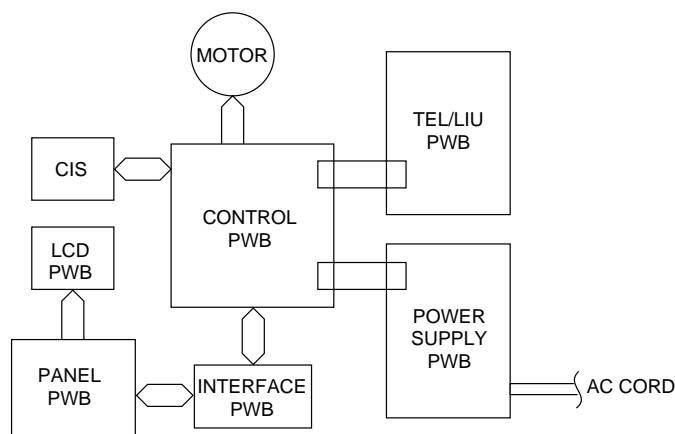 MOTOR
TEL/LIU
PWB
CIS
CONTROL
PWB
LCD
PWB
POWER
SUPPLY
PWB
PANEL
PWB
INTERFACE
PWB
AC CORD